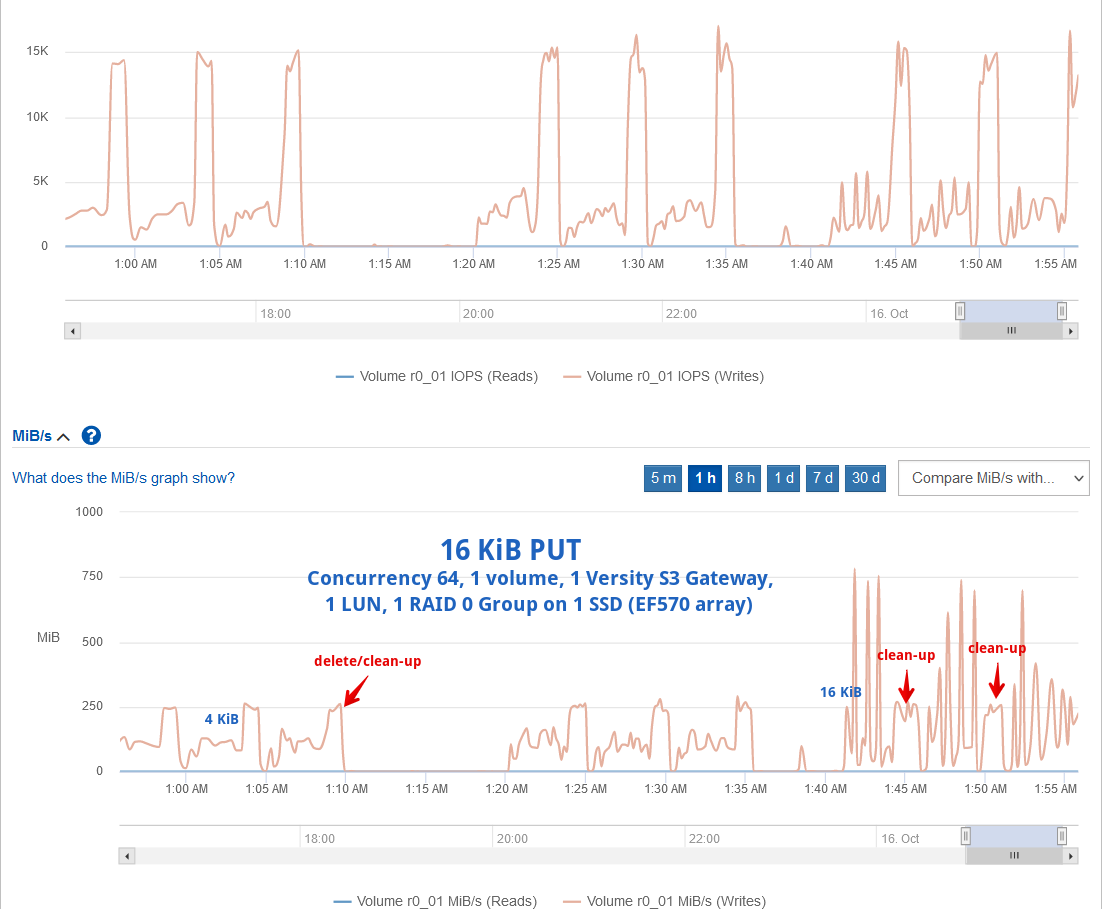 15K
10K
5K
0
1:00 AM 1:05 AM 1:10 AM 1:15 AM 1:20 AM 1:25 AM 1:30 AM 1:35 AM 1:40 AM 1:45 AM 1:50 AM 1:55 AM
18:00 20:00 22:00 16. Oct
Volume r0_01 IOPS (Reads) Volume r0_01 IOPS (Writes)
MiB/s ?
What does the MiB/s graph show? 5 m 1 h 8 h 1 d 7 d 30 d Compare MiB/s with...
1000
16 KiB PUT
750 Concurrency 64, 1 volume, 1 Versity S3 Gateway,
1 LUN, 1 RAID 0 Group on 1 SSD (EF570 array)
MiB 500
delete/clean-up clean-up clean-up
250 4 KiB 16 KiB
0
1:00 AM 1:05 AM 1:10 AM 1:15 AM 1:20 AM 1:25 AM 1:30 AM 1:35 AM 1:40 AM 1:45 AM 1:50 AM 1:55 AM
18:00 20:00 22:00 16. Oct
Volume r0_01 MiB/s (Reads) Volume r0_01 MiB/s (Writes)